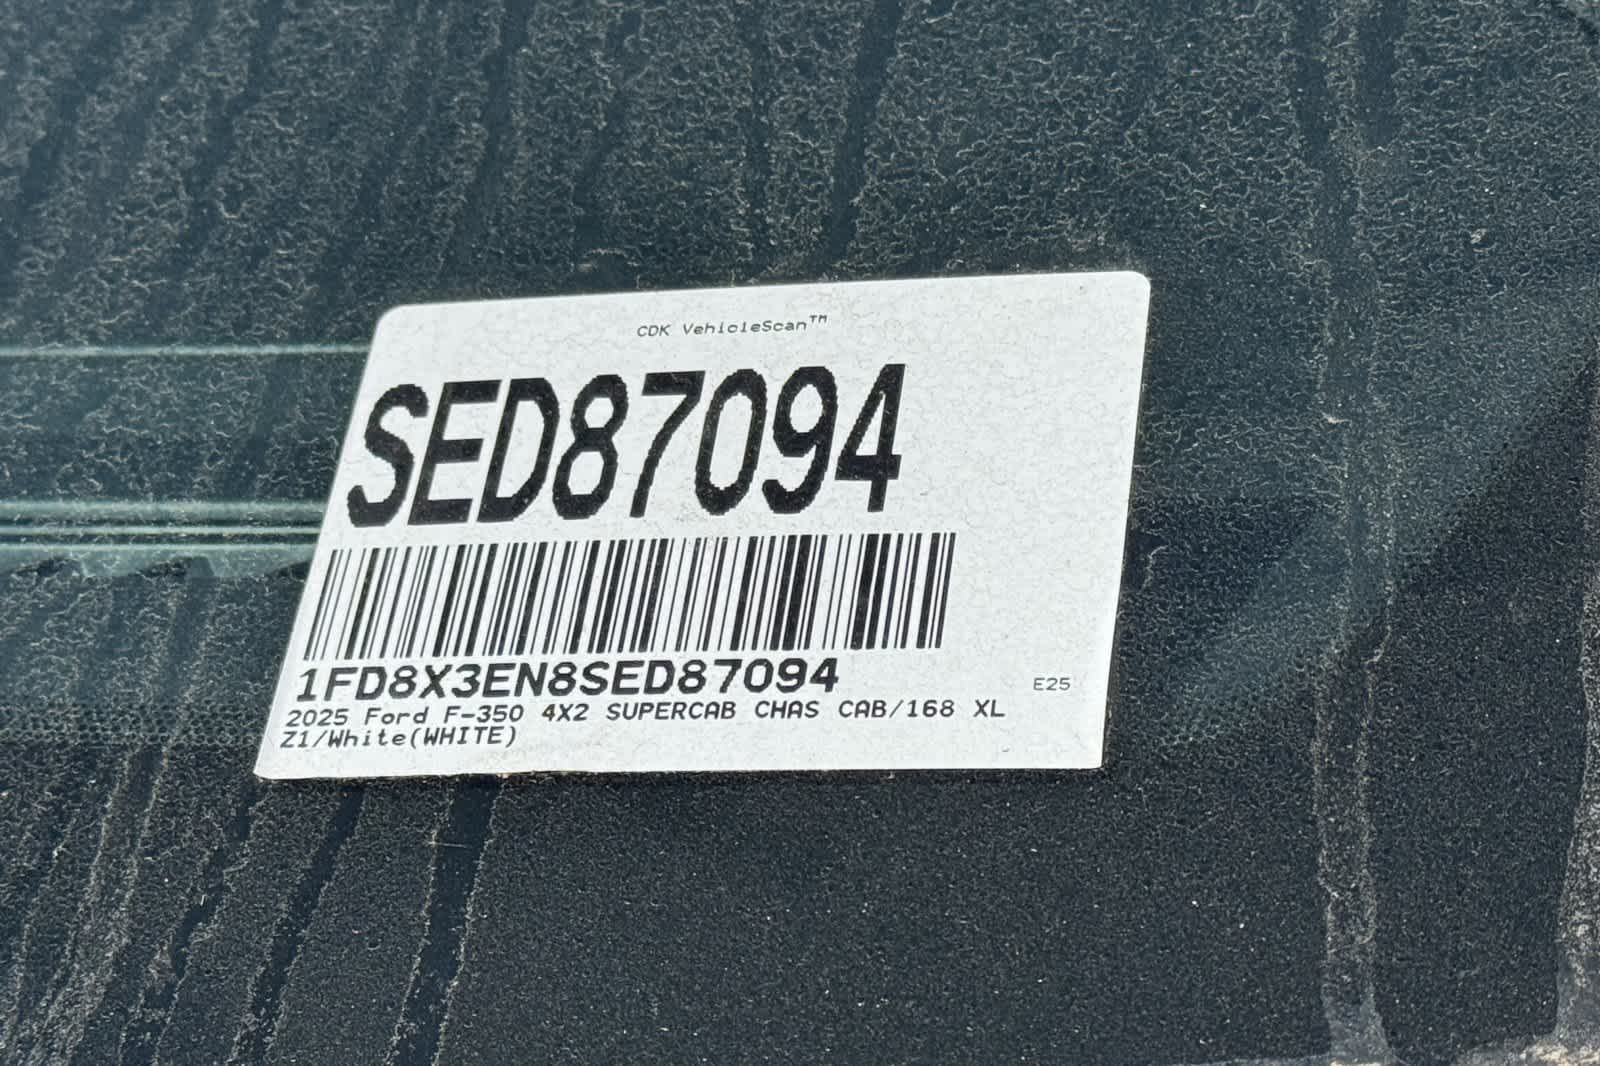 CDK VehicleScan™
SED87094
1FD8X3EN8SED87094
E25
2025 Ford F-350 4X2 SUPERCAB CHAS CAB/168 XL
Z1/White(WHITE)